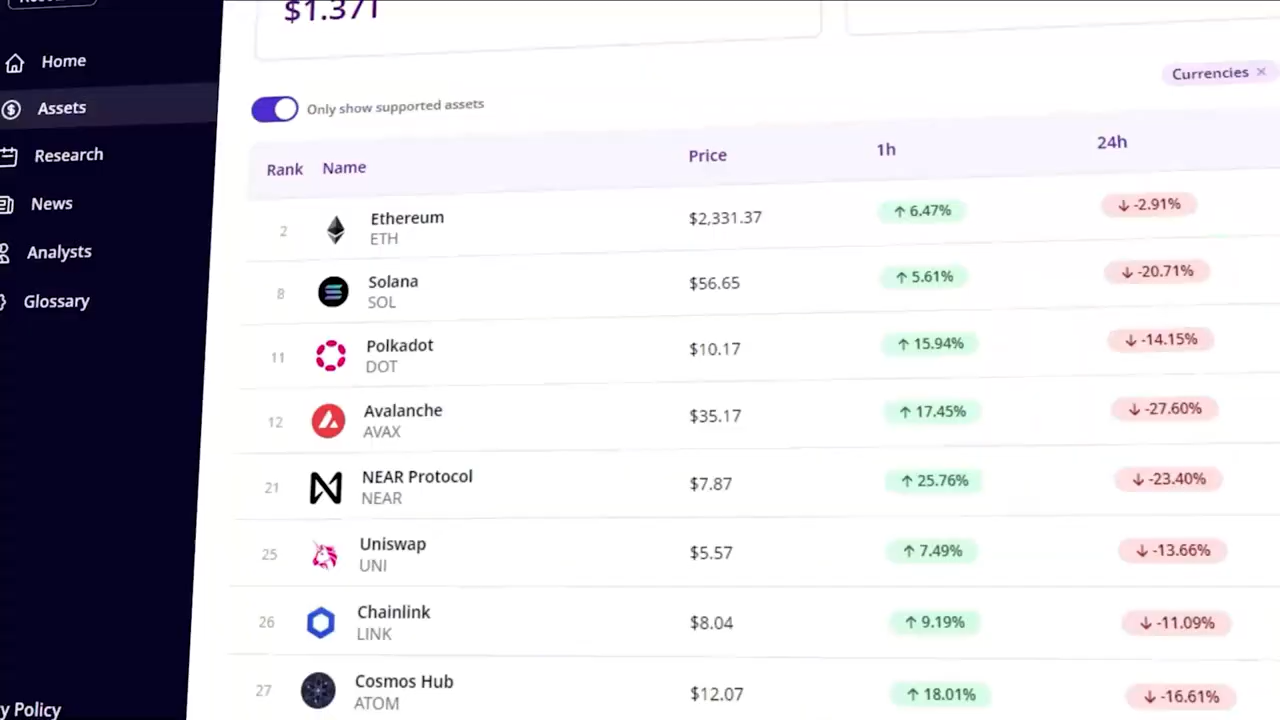 $1.37T
Home
Assets
Research
News
Analysts
Glossary
y Policy
Currencies ×
Only show supported assets
Rank Name Price 1h 24h
2 Ethereum ETH $2,331.37 ↑ 6.47% ↓ -2.91%
8 Solana SOL $56.65 ↑ 5.61% ↓ -20.71%
11 Polkadot DOT $10.17 ↑ 15.94% ↓ -14.15%
12 Avalanche AVAX $35.17 ↑ 17.45% ↓ -27.60%
21 NEAR Protocol NEAR $7.87 ↑ 25.76% ↓ -23.40%
25 Uniswap UNI $5.57 ↑ 7.49% ↓ -13.66%
26 Chainlink LINK $8.04 ↑ 9.19% ↓ -11.09%
27 Cosmos Hub ATOM $12.07 ↑ 18.01% ↓ -16.61%